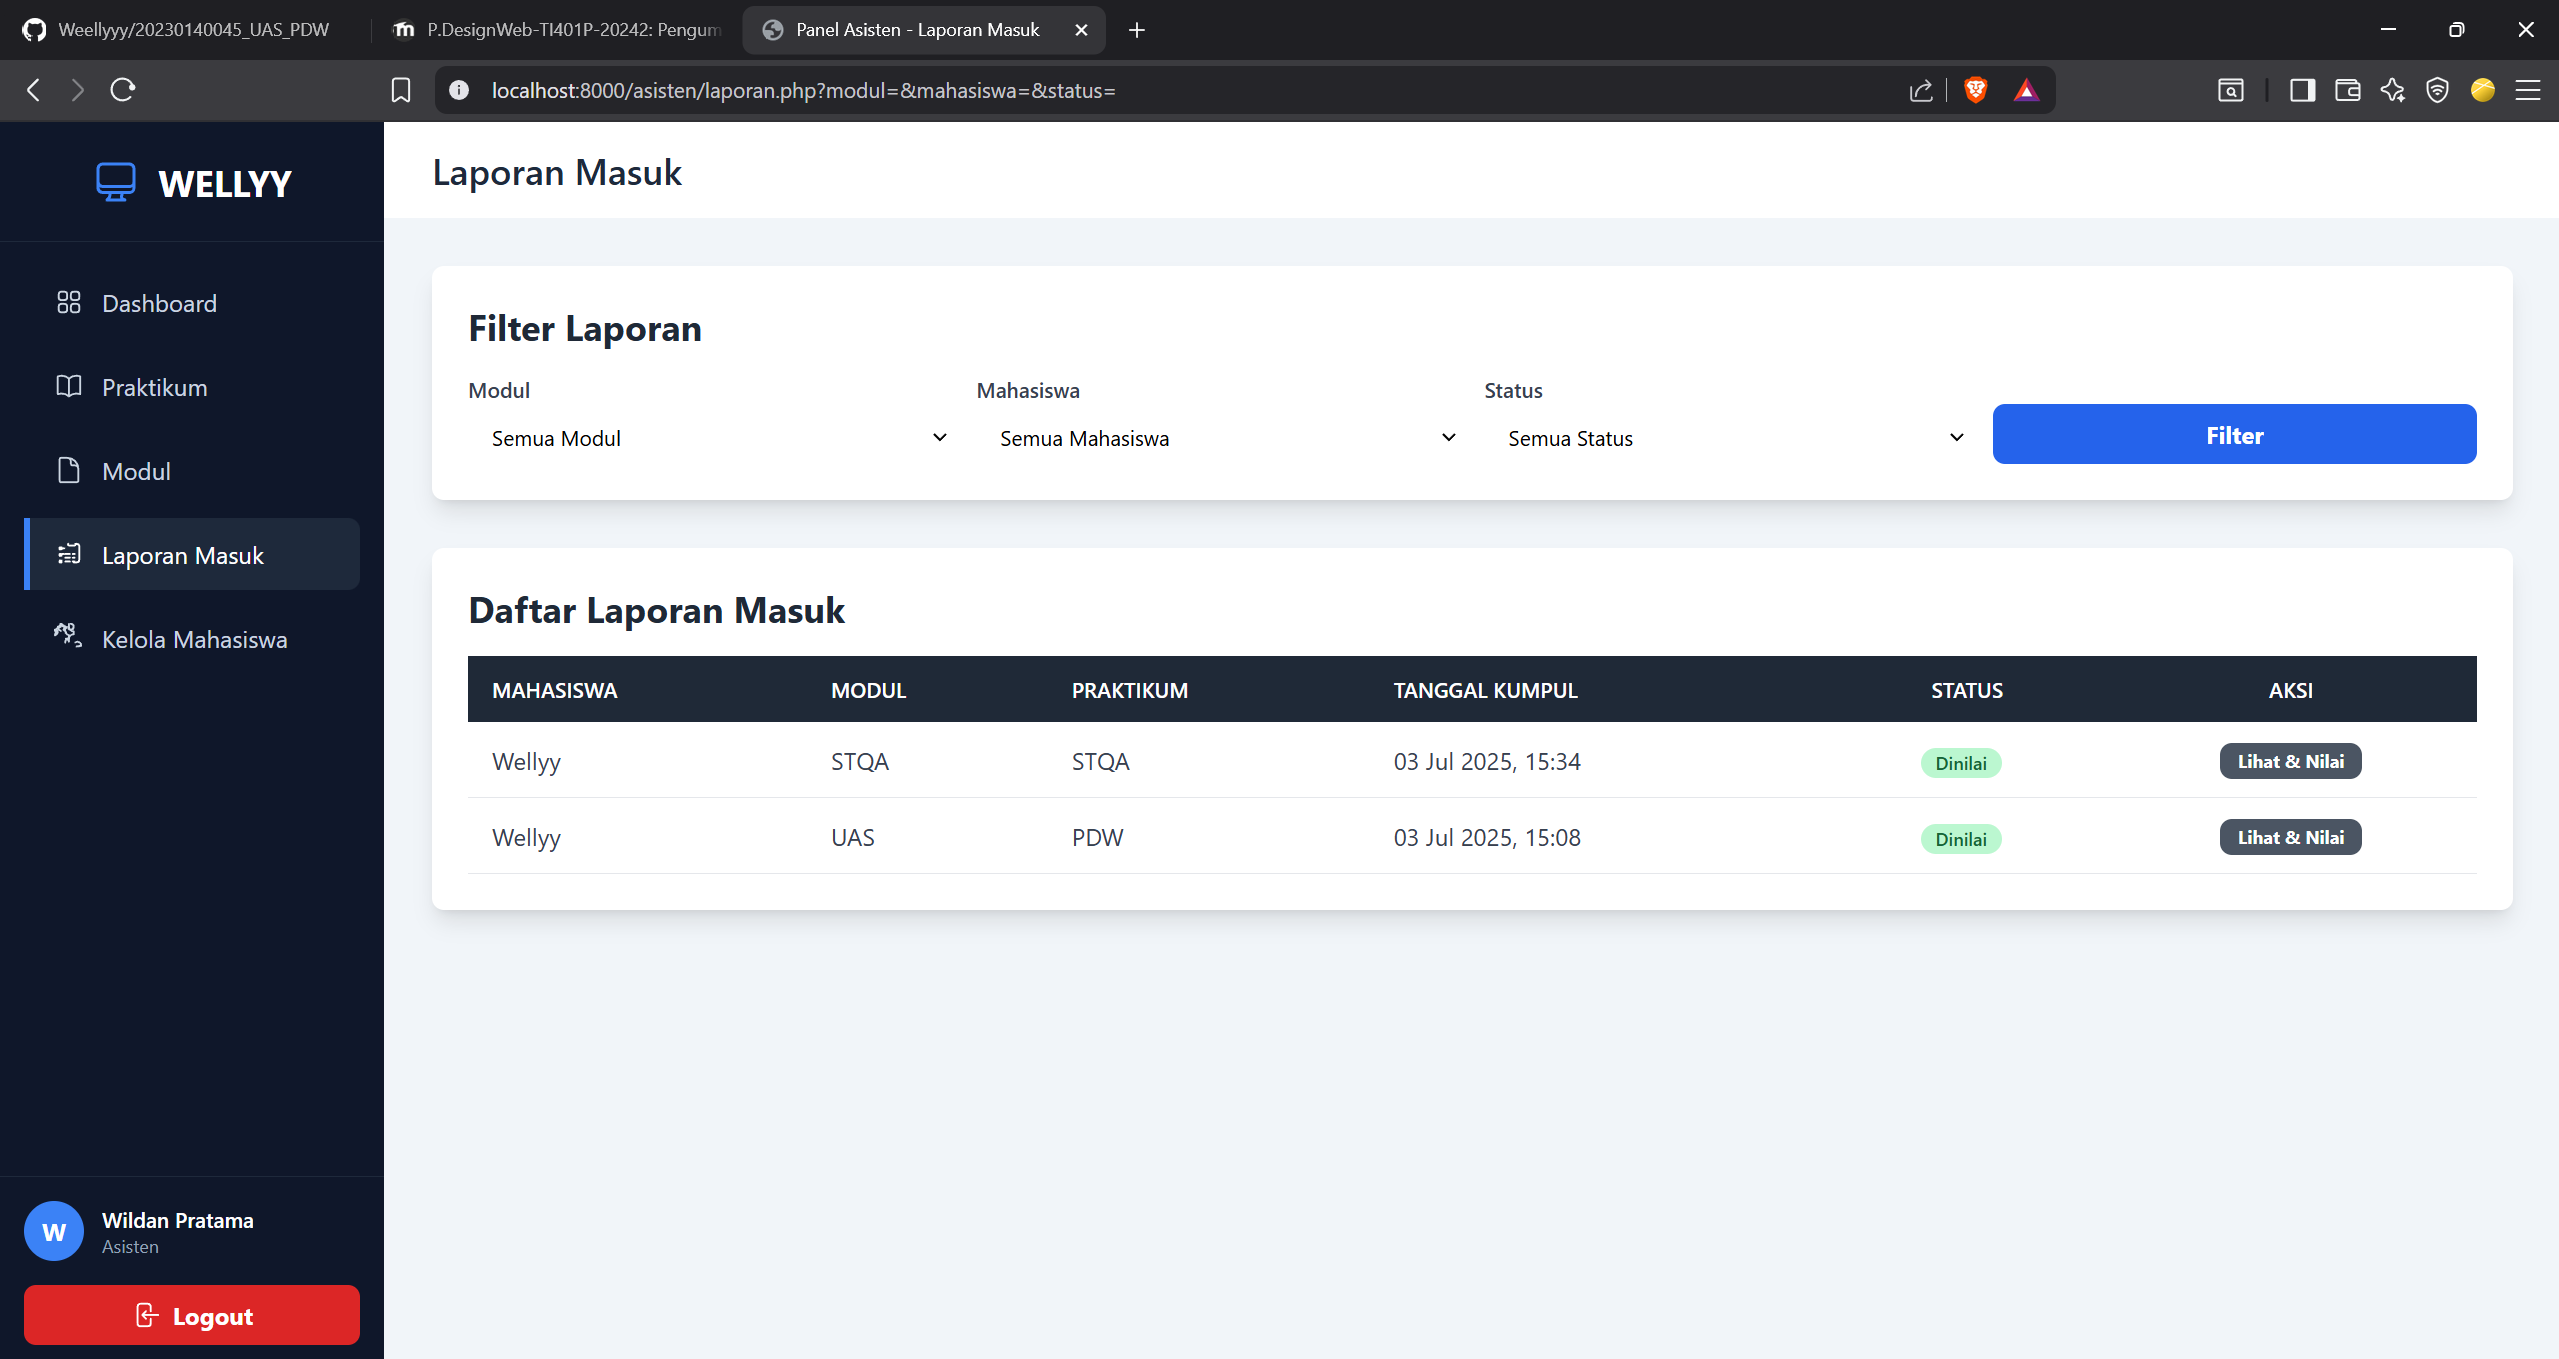 Weellyyy/20230140045_UAS_PDW
P.DesignWeb-TI401P-20242: Pengum
Panel Asisten - Laporan Masuk
localhost:8000/asisten/laporan.php?modul=&mahasiswa=&status=
WELLYY
Dashboard
Praktikum
Modul
Laporan Masuk
Kelola Mahasiswa
Wildan Pratama
W
Asisten
Logout
Laporan Masuk
Filter Laporan
Modul Mahasiswa Status
Semua Modul Semua Mahasiswa Semua Status Filter
Daftar Laporan Masuk
MAHASISWA MODUL PRAKTIKUM TANGGAL KUMPUL STATUS AKSI
Wellyy STQA STQA 03 Jul 2025, 15:34 Dinilai Lihat & Nilai
Wellyy UAS PDW 03 Jul 2025, 15:08 Dinilai Lihat & Nilai